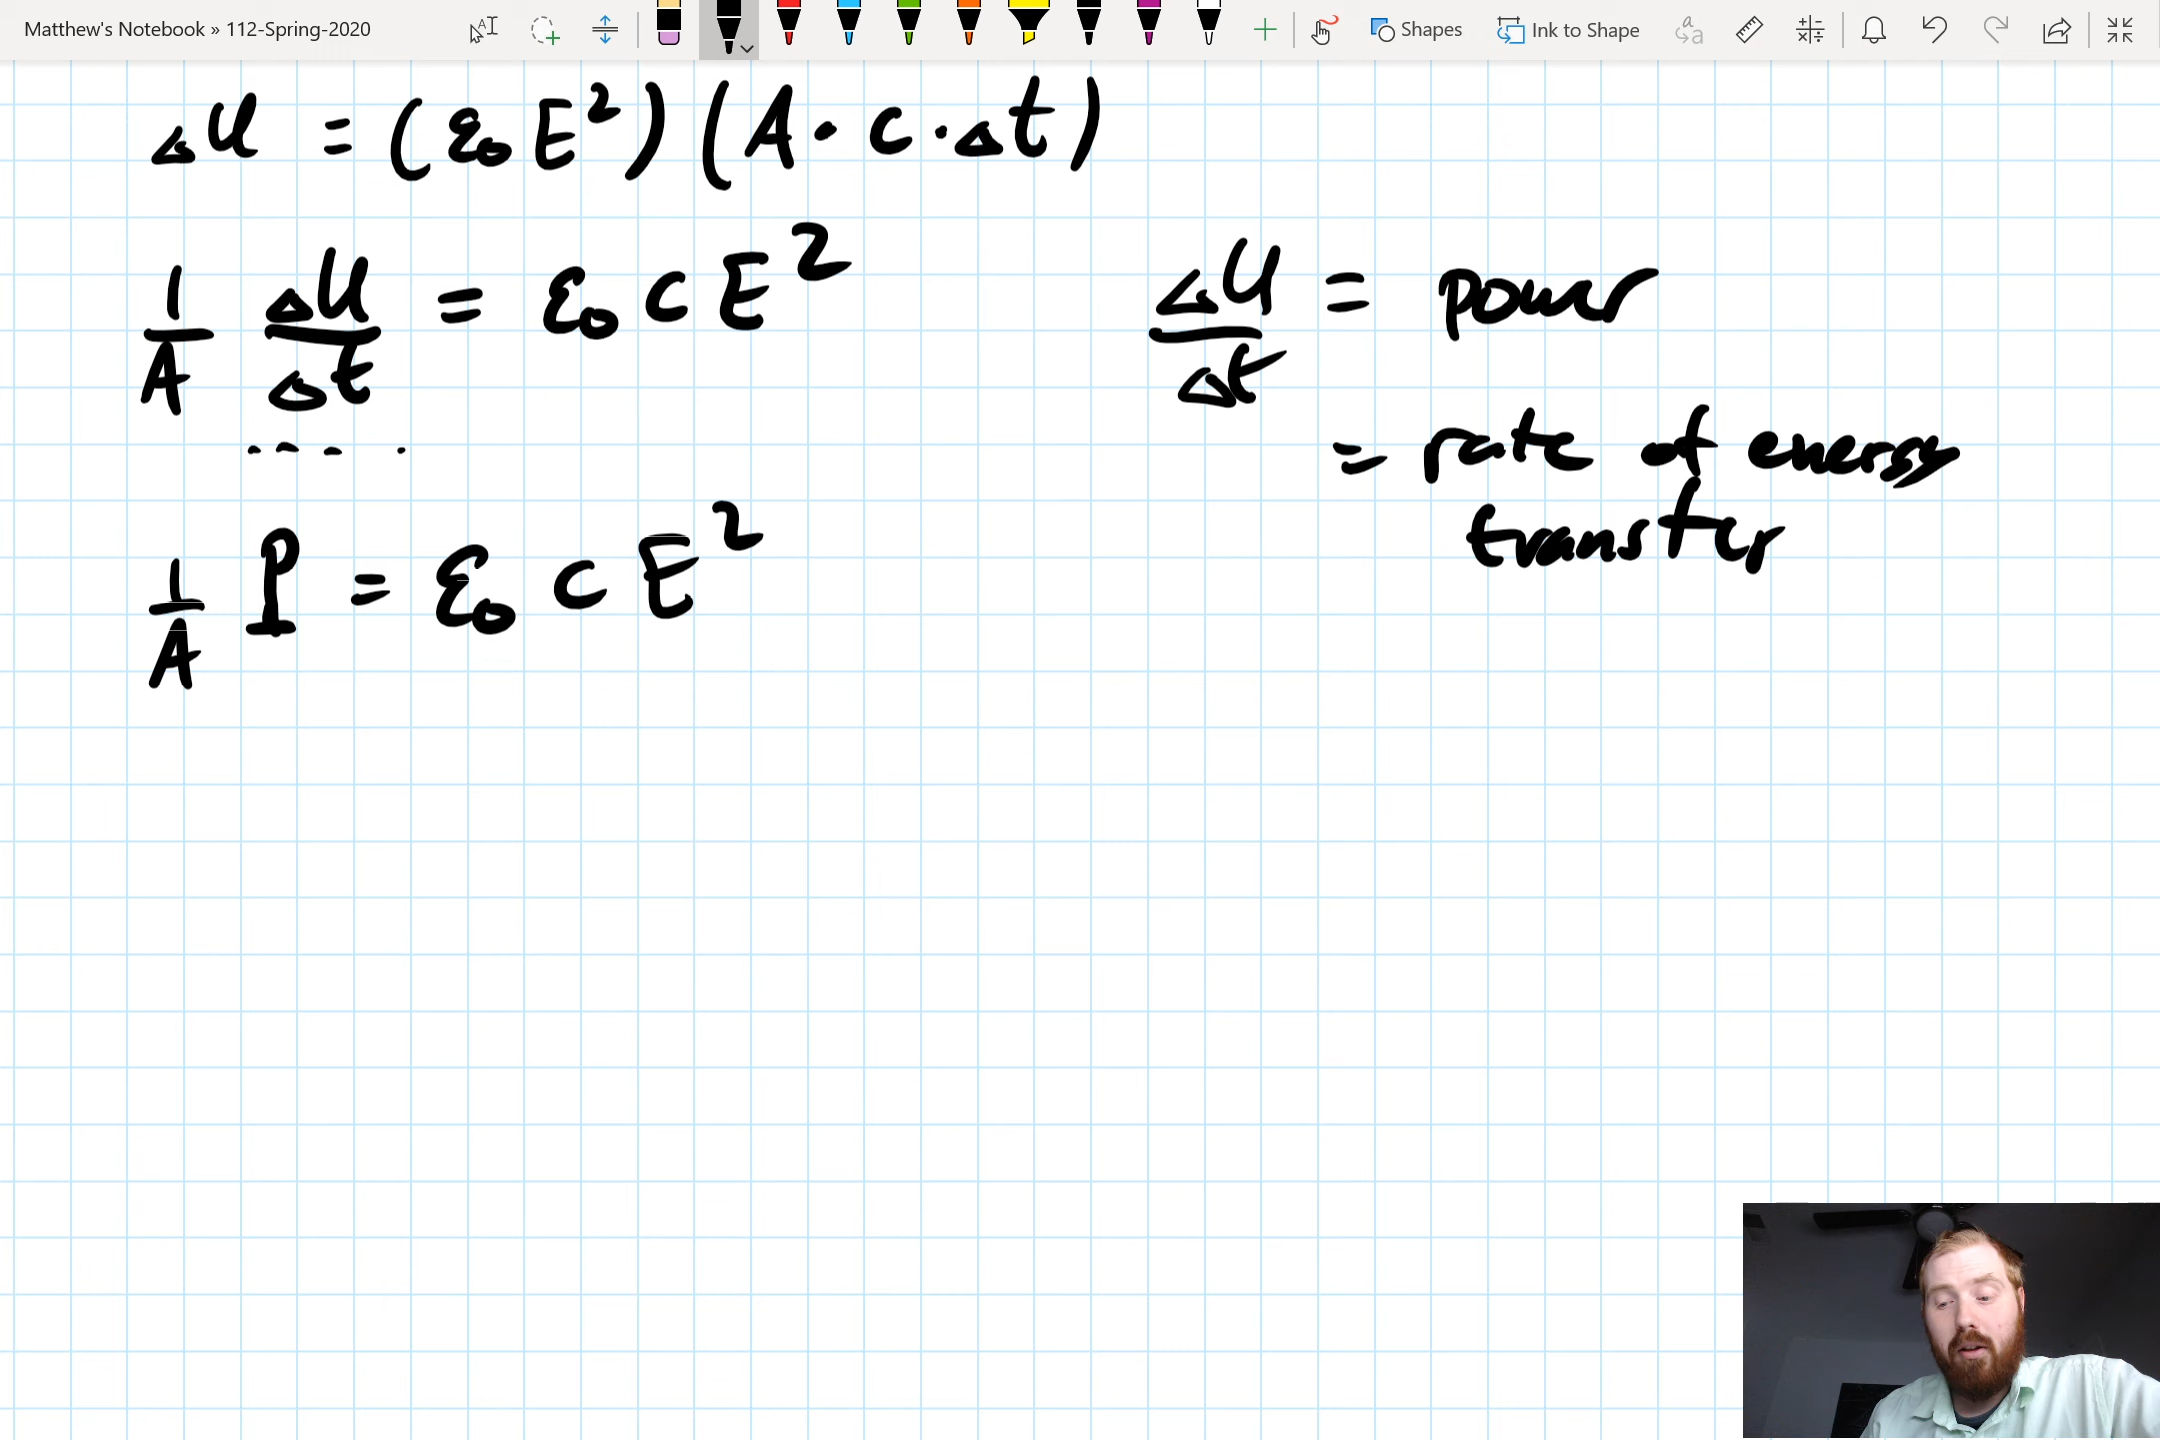 Matthew's Notebook » 112-Spring-2020 Shapes Ink to Shape
ΔU = (ε₀E²)(A · c · Δt)
1/A ΔU/Δt = ε₀ c E²
ΔU/Δt = power
= rate of energy
transfer
1/A P = ε₀ c E²